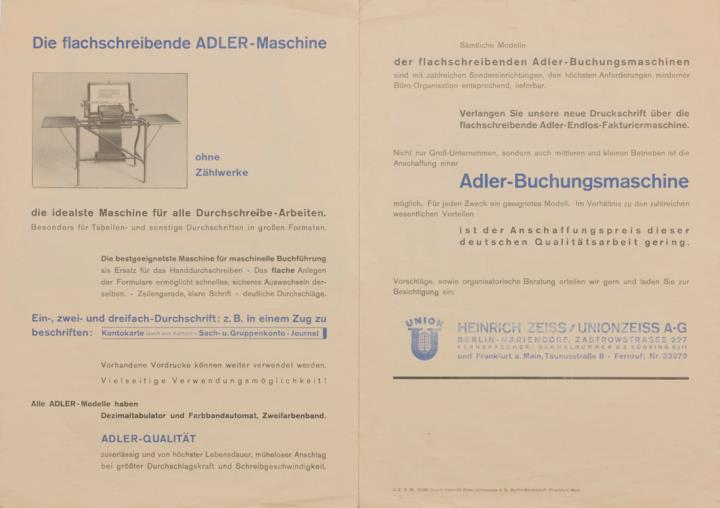 Die flachschreibende ADLER-Maschine
ohne
Zählwerke
die idealste Maschine für alle Durchschreibe-Arbeiten.
Besonders für Tabellen- und sonstige Durchschriften in großen Formaten.
Die bestgeeignetste Maschine für maschinelle Buchführung
als Ersatz für das Handdurchschreiben - Das flache Anlegen
der Formulare ermöglicht schnelles, sicheres Auswechseln der-
selben. - Zeilengerade, klare Schrift - deutliche Durchschläge.
Ein-, zwei- und dreifach-Durchschrift: z. B. in einem Zug zu
beschriften: Kontokarte (auch aus Karton) - Sach- u. Gruppenkonto - Journal
Vorhandene Vordrucke können weiter verwendet werden.
Vielseitige Verwendungsmöglichkeit!
Alle ADLER-Modelle haben
Dezimaltabulator und Farbbandautomat, Zweifarbenband.
ADLER-QUALITÄT
zuverlässig und von höchster Lebensdauer, müheloser Anschlag
bei größter Durchschlagskraft und Schreibgeschwindigkeit.
Sämtliche Modelle
der flachschreibenden Adler-Buchungsmaschinen
sind mit zahlreichen Sondereinrichtungen, den höchsten Anforderungen moderner
Büro-Organisation entsprechend, lieferbar.
Verlangen Sie unsere neue Druckschrift über die
flachschreibende Adler-Endlos-Fakturiermaschine.
Nicht nur Groß-Unternehmen, sondern auch mittleren und kleinen Betrieben ist die
Anschaffung einer
Adler-Buchungsmaschine
möglich. Für jeden Zweck ein geeignetes Modell. Im Verhältnis zu den zahlreichen
wesentlichen Vorteilen
ist der Anschaffungspreis dieser
deutschen Qualitätsarbeit gering.
Vorschläge, sowie organisatorische Beratung erteilen wir gern und laden Sie zur
Besichtigung ein:
UNION
HEINRICH ZEISS / UNIONZEISS A·G
BERLIN-MARIENDORF, ZASTROWSTRASSE 227
FERNSPRECHER: SAMMELNUMMER G 5 SÜDRING 6211
und Frankfurt a. Main, Taunusstraße 8 - Fernruf: Nr. 33379